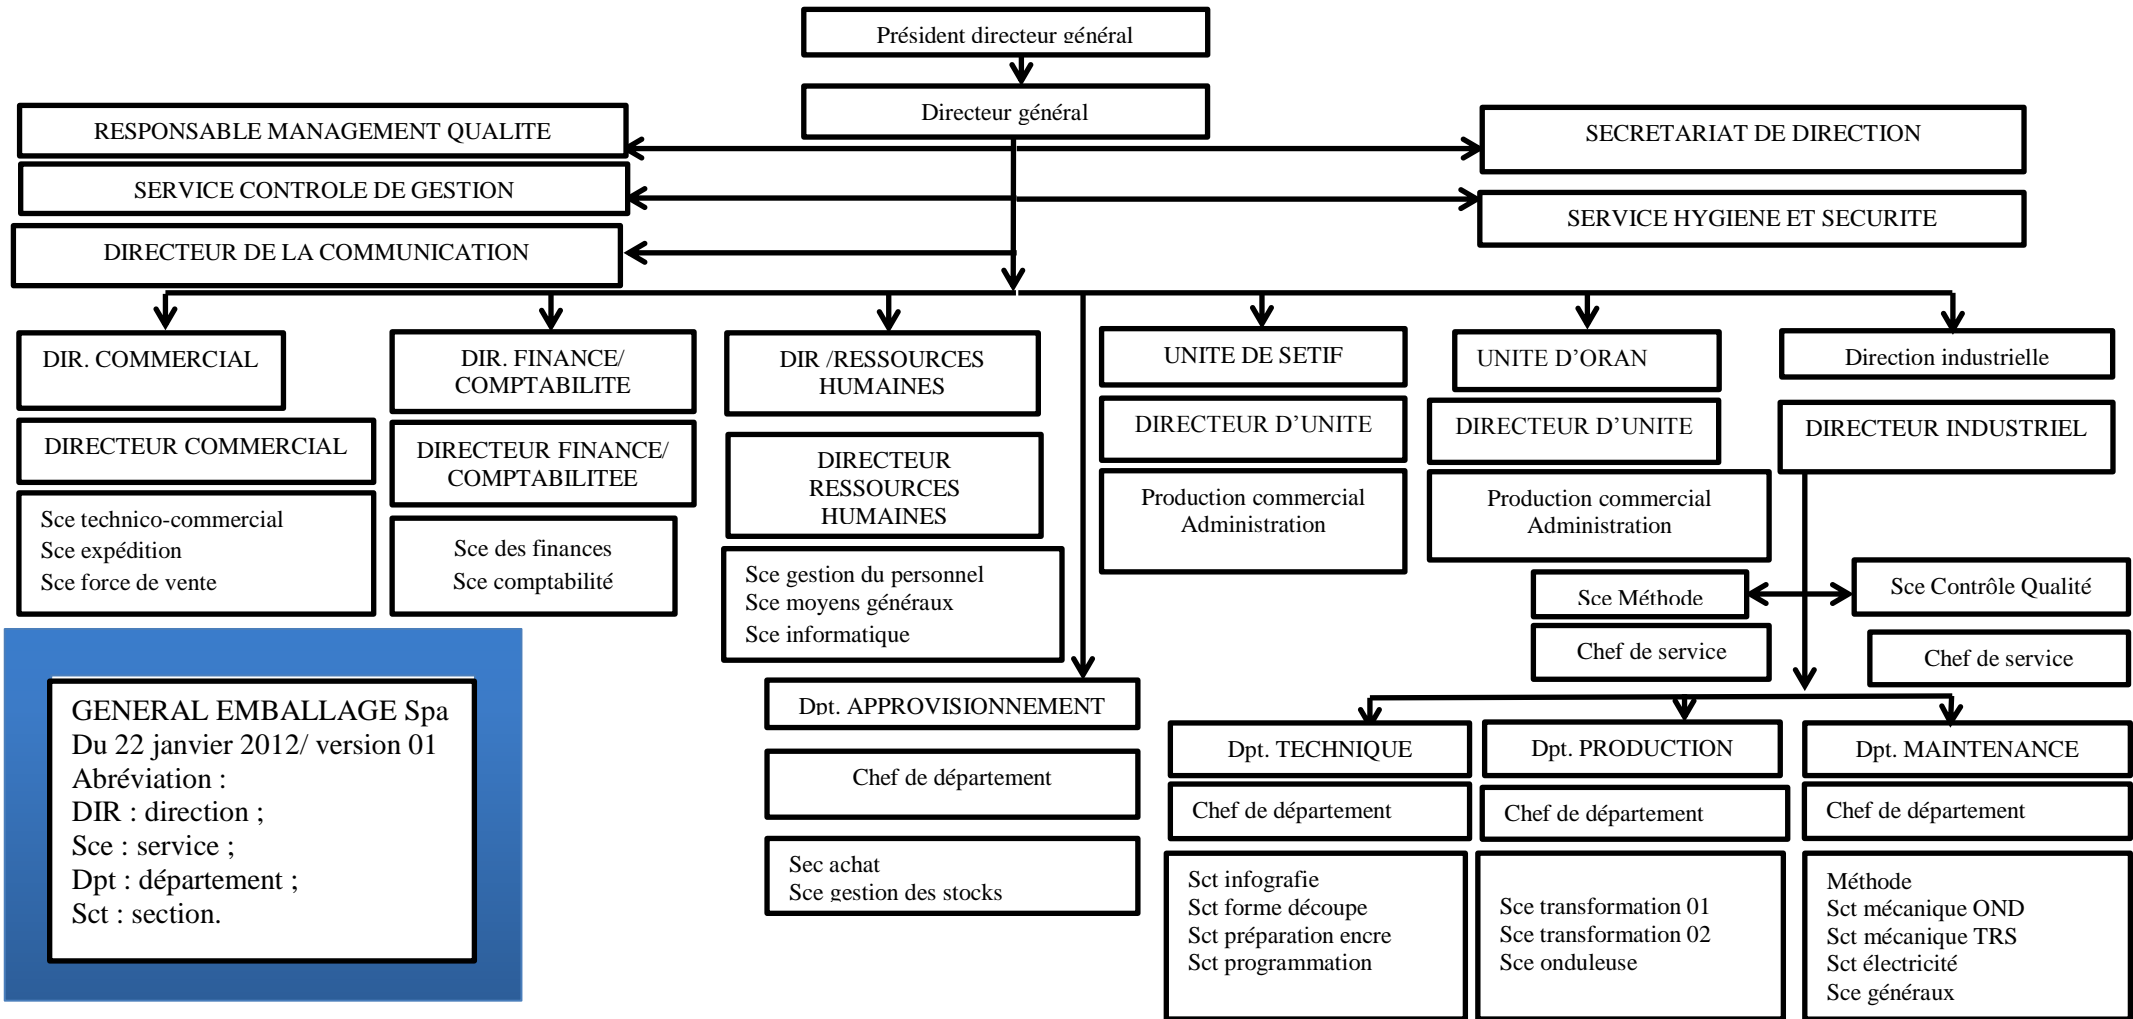 Président directeur général
Directeur général
RESPONSABLE MANAGEMENT QUALITE
SECRETARIAT DE DIRECTION
SERVICE CONTROLE DE GESTION
SERVICE HYGIENE ET SECURITE
DIRECTEUR DE LA COMMUNICATION
DIR. COMMERCIAL
DIRECTEUR COMMERCIAL
Sce technico-commercial
Sce expédition
Sce force de vente
DIR. FINANCE/
COMPTABILITE
DIRECTEUR FINANCE/
COMPTABILITEE
Sce des finances
Sce comptabilité
DIR /RESSOURCES
HUMAINES
DIRECTEUR
RESSOURCES
HUMAINES
Sce gestion du personnel
Sce moyens généraux
Sce informatique
Dpt. APPROVISIONNEMENT
Chef de département
Sec achat
Sce gestion des stocks
UNITE DE SETIF
DIRECTEUR D’UNITE
Production commercial
Administration
UNITE D’ORAN
DIRECTEUR D’UNITE
Production commercial
Administration
Direction industrielle
DIRECTEUR INDUSTRIEL
Sce Méthode
Chef de service
Sce Contrôle Qualité
Chef de service
Dpt. TECHNIQUE
Chef de département
Sct infografie
Sct forme découpe
Sct préparation encre
Sct programmation
Dpt. PRODUCTION
Chef de département
Sce transformation 01
Sce transformation 02
Sce onduleuse
Dpt. MAINTENANCE
Chef de département
Méthode
Sct mécanique OND
Sct mécanique TRS
Sct électricité
Sce généraux
GENERAL EMBALLAGE Spa
Du 22 janvier 2012/ version 01
Abréviation :
DIR : direction ;
Sce : service ;
Dpt : département ;
Sct : section.